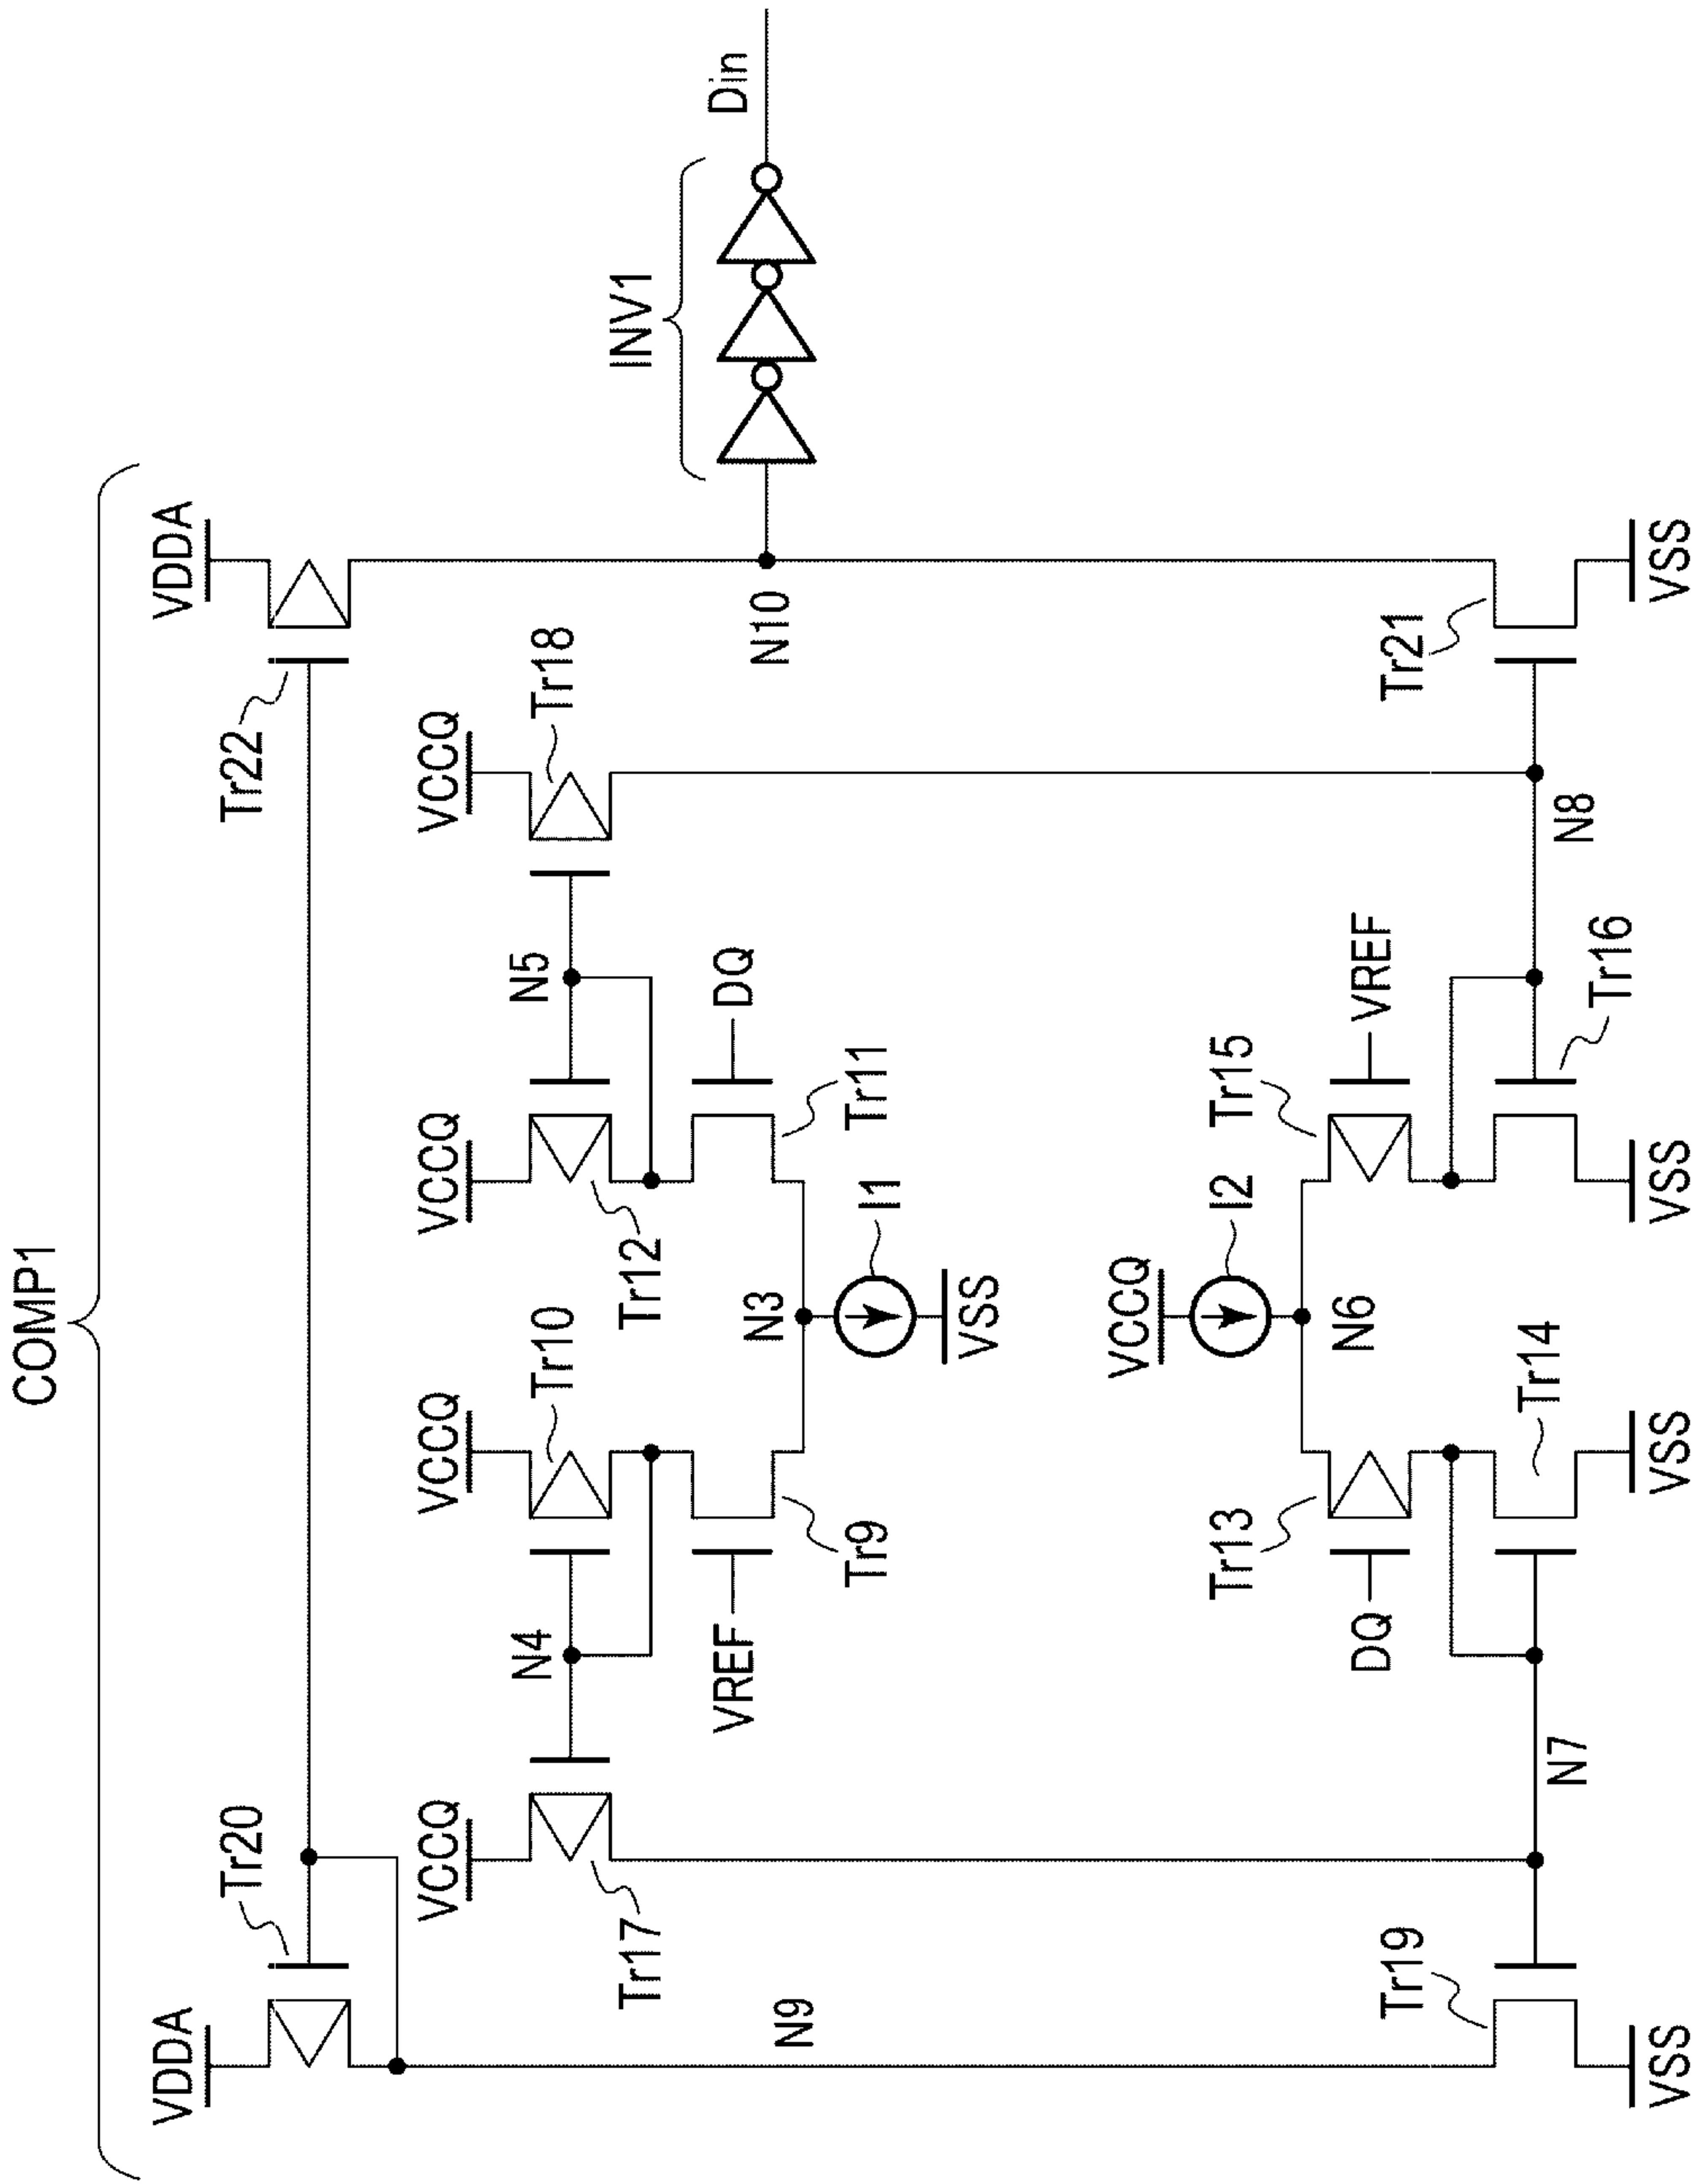 COMP1
VDDA
VDDA
Tr20
Tr22
VCCQ
VCCQ
VCCQ
VCCQ
N4
Tr10
N5
Tr18
Tr17
Tr12
INV1
Din
VREF
DQ
N9
N3
N10
Tr9
I1
Tr11
VSS
VCCQ
Tr13
I2
Tr15
DQ
N6
VREF
Tr19
Tr21
N7
Tr14
N8
Tr16
VSS
VSS
VSS
VSS